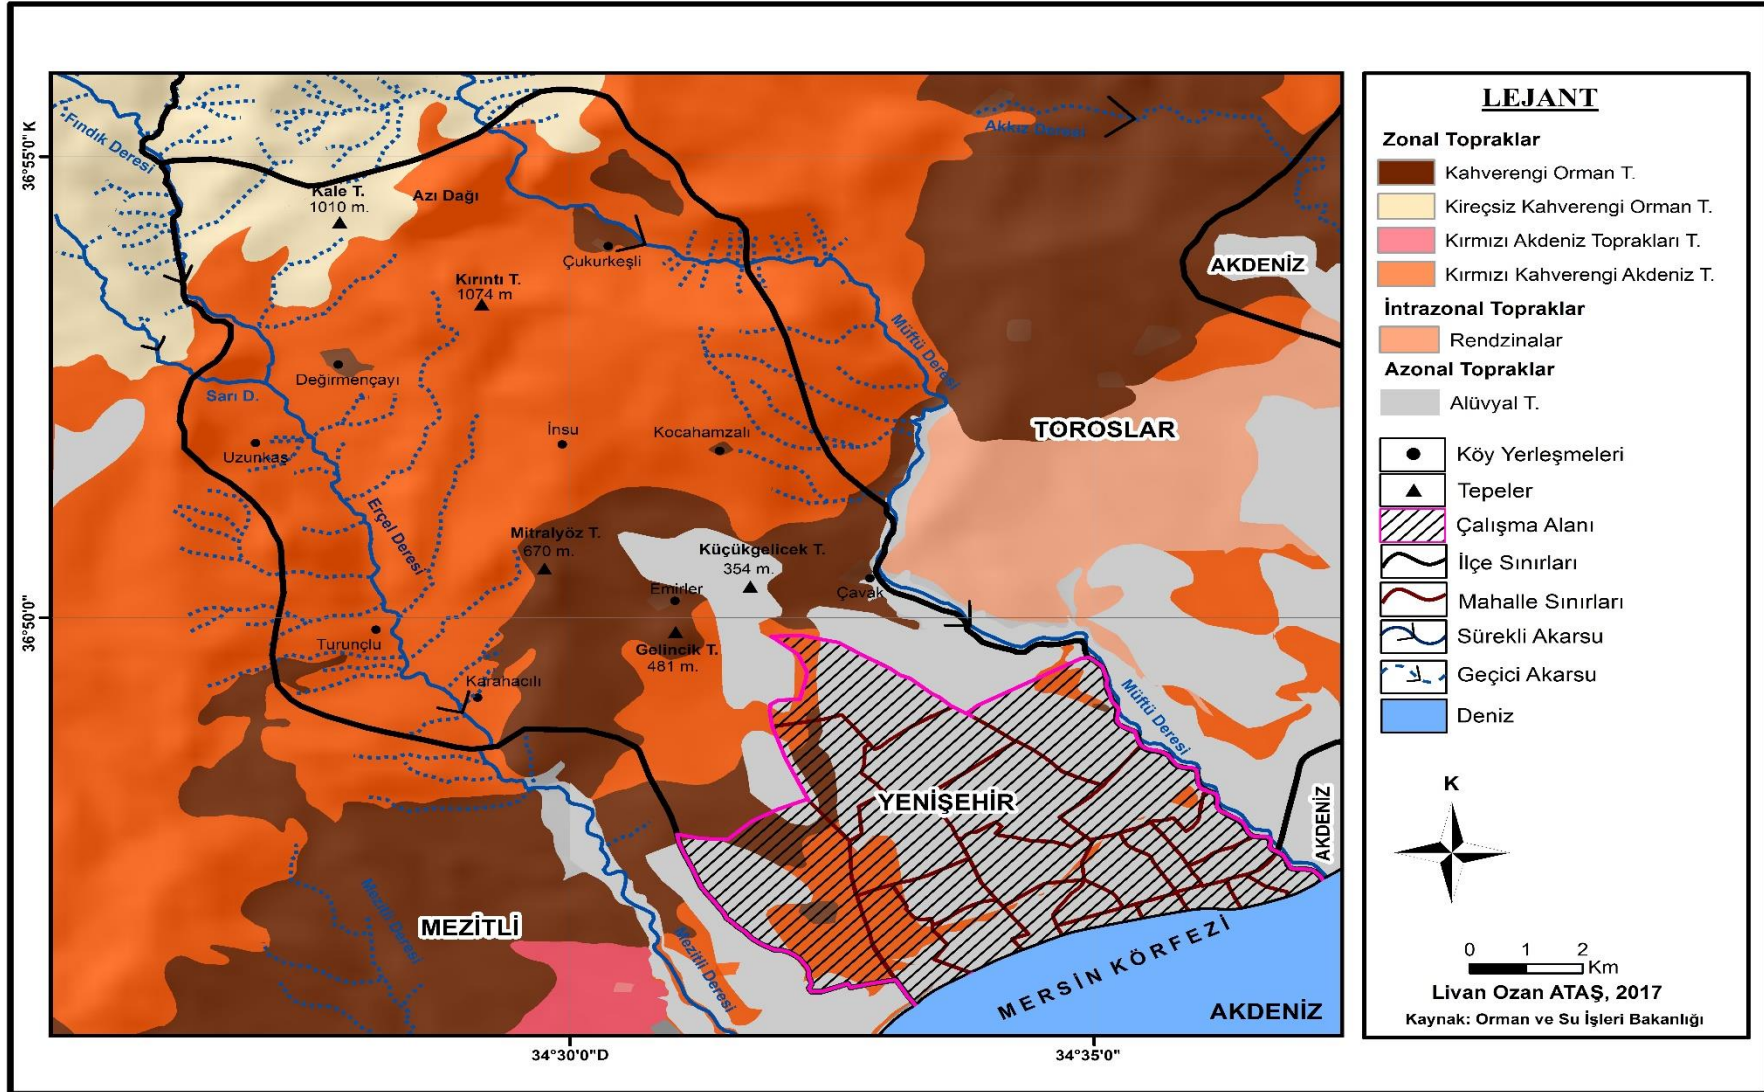 36°55'0" K
36°50'0"
34°30'0"D
34°35'0"
Fındık Deresi
Akkız Deresi
Kale T.
1010 m.
Azı Dağı
Çukurkeşli
Kırıntı T.
1074 m
AKDENİZ
Müftü Deresi
Değirmençayı
Sarı D.
Uzunkaş
İnsu
Kocahamzalı
TOROSLAR
Erçel Deresi
Mitralyöz T.
670 m.
Küçükgelicek T.
354 m.
Emirler
Çavak
Turunçlu
Gelincik T.
481 m.
Karahacılı
Müftü Deresi
YENİŞEHİR
AKDENİZ
MEZİTLİ
Mezitli Deresi
Mezitli Deresi
MERSİN KÖRFEZİ
AKDENİZ
LEJANT
Zonal Topraklar
Kahverengi Orman T.
Kireçsiz Kahverengi Orman T.
Kırmızı Akdeniz Toprakları T.
Kırmızı Kahverengi Akdeniz T.
İntrazonal Topraklar
Rendzinalar
Azonal Topraklar
Alüvyal T.
Köy Yerleşmeleri
Tepeler
Çalışma Alanı
İlçe Sınırları
Mahalle Sınırları
Sürekli Akarsu
Geçici Akarsu
Deniz
K
0 1 2
Km
Livan Ozan ATAŞ, 2017
Kaynak: Orman ve Su İşleri Bakanlığı